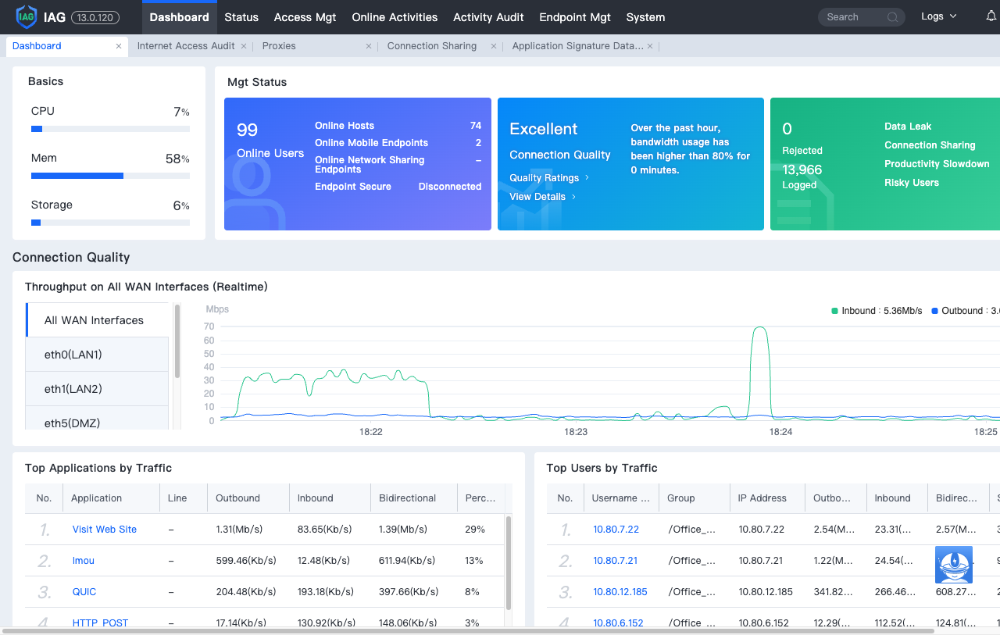 IAG IAG 13.0.120 Dashboard Status Access Mgt Online Activities Activity Audit Endpoint Mgt System Search Logs
Dashboard × Internet Access Audit × Proxies × Connection Sharing × Application Signature Data... ×
Basics
CPU 7%
Mem 58%
Storage 6%
Mgt Status
99
Online Users
Online Hosts 74
Online Mobile Endpoints 2
Online Network Sharing Endpoints –
Endpoint Secure Disconnected
Excellent
Connection Quality
Quality Ratings >
View Details >
Over the past hour,
bandwidth usage has
been higher than 80% for
0 minutes.
0
Rejected
13,966
Logged
Data Leak
Connection Sharing
Productivity Slowdown
Risky Users
Connection Quality
Throughput on All WAN Interfaces (Realtime)
All WAN Interfaces
eth0(LAN1)
eth1(LAN2)
eth5(DMZ)
Mbps
Inbound : 5.36Mb/s Outbound : 3.
70
60
50
40
30
20
10
0
18:22 18:23 18:24 18:25
Top Applications by Traffic
No. Application Line Outbound Inbound Bidirectional Perc...
1. Visit Web Site – 1.31(Mb/s) 83.65(Kb/s) 1.39(Mb/s) 29%
2. Imou – 599.46(Kb/s) 12.48(Kb/s) 611.94(Kb/s) 13%
3. QUIC – 204.48(Kb/s) 193.18(Kb/s) 397.66(Kb/s) 8%
4. HTTP_POST – 17.14(Kb/s) 130.92(Kb/s) 148.06(Kb/s) 3%
Top Users by Traffic
No. Username ... Group IP Address Outbo... Inbound Bidirec...
1. 10.80.7.22 /Office_... 10.80.7.22 2.54(M... 23.31(... 2.57(M...
2. 10.80.7.21 /Office_... 10.80.7.21 1.22(M... 24.54(...
3. 10.80.12.185 /Office_... 10.80.12.185 341.82... 266.46... 608.27...
4. 10.80.6.152 /Office_... 10.80.6.152 12.29(... 112.52(... 124.81(...